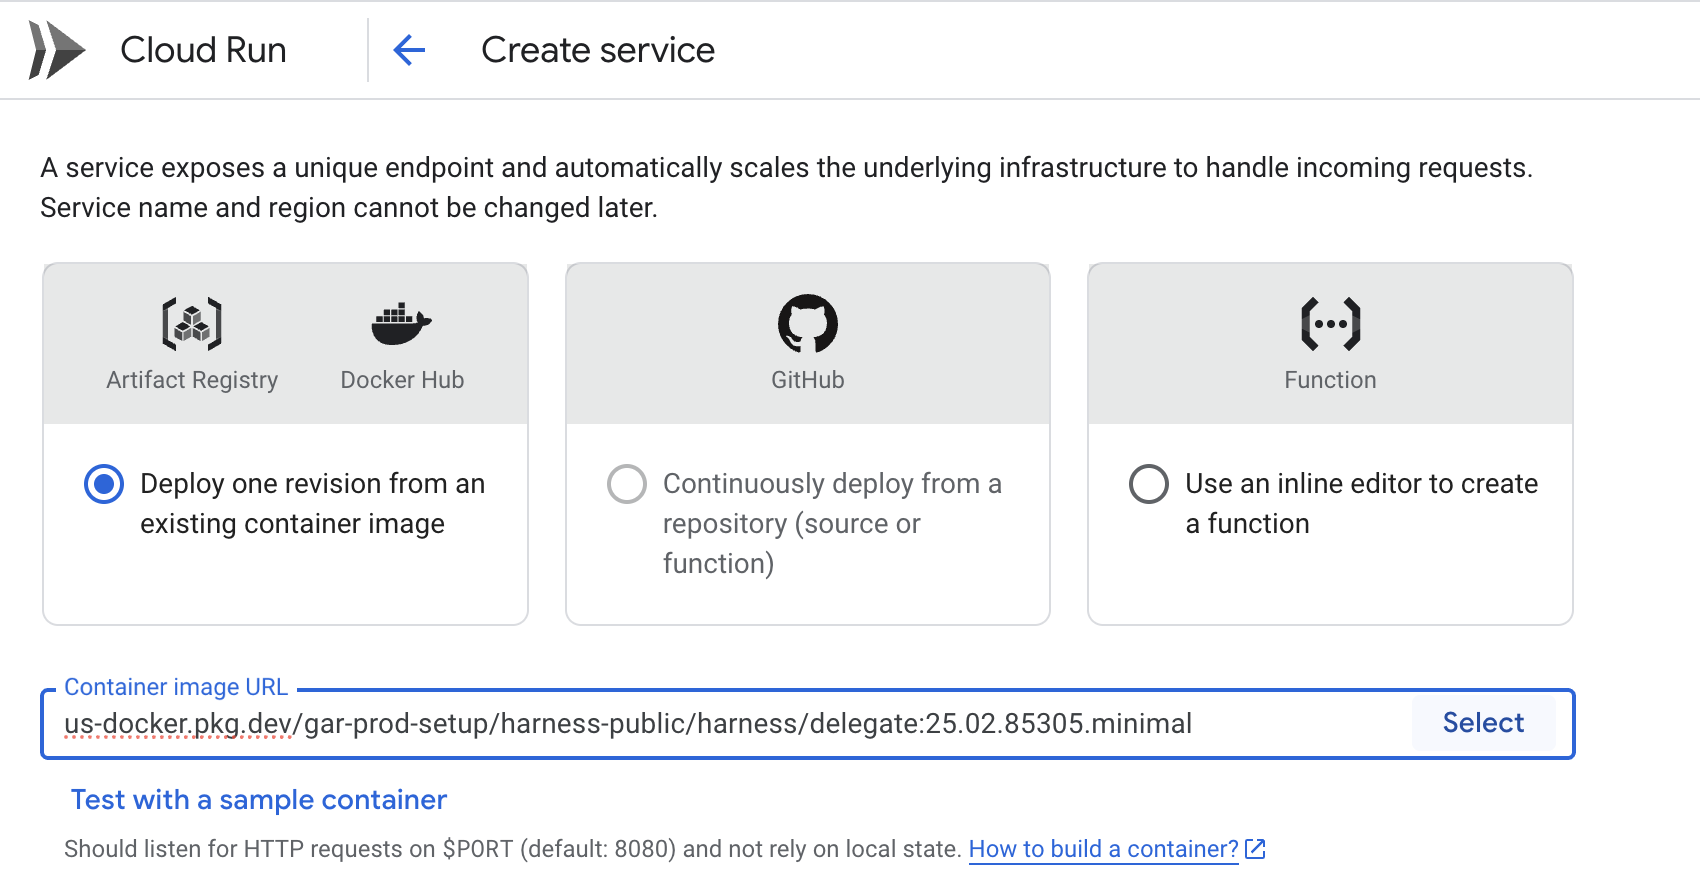 Cloud Run
Create service
A service exposes a unique endpoint and automatically scales the underlying infrastructure to handle incoming requests.
Service name and region cannot be changed later.
Artifact Registry
Docker Hub
GitHub
Function
Deploy one revision from an
existing container image
Continuously deploy from a
repository (source or
function)
Use an inline editor to create
a function
Container image URL
us-docker.pkg.dev/gar-prod-setup/harness-public/harness/delegate:25.02.85305.minimal
Select
Test with a sample container
Should listen for HTTP requests on $PORT (default: 8080) and not rely on local state. How to build a container?